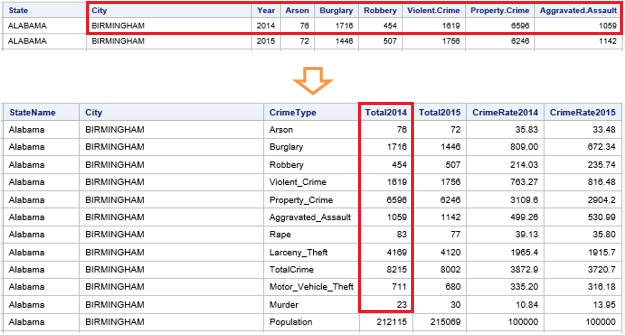 State City Year Arson Burglary Robbery Violent.Crime Property.Crime Aggravated.Assault
ALABAMA BIRMINGHAM 2014 76 1716 454 1619 6596 1059
ALABAMA BIRMINGHAM 2015 72 1446 507 1756 6246 1142
StateName City CrimeType Total2014 Total2015 CrimeRate2014 CrimeRate2015
Alabama BIRMINGHAM Arson 76 72 35.83 33.48
Alabama BIRMINGHAM Burglary 1716 1446 809.00 672.34
Alabama BIRMINGHAM Robbery 454 507 214.03 235.74
Alabama BIRMINGHAM Violent_Crime 1619 1756 763.27 816.48
Alabama BIRMINGHAM Property_Crime 6596 6246 3109.6 2904.2
Alabama BIRMINGHAM Aggravated_Assault 1059 1142 499.26 530.99
Alabama BIRMINGHAM Rape 83 77 39.13 35.80
Alabama BIRMINGHAM Larceny_Theft 4169 4120 1965.4 1915.7
Alabama BIRMINGHAM TotalCrime 8215 8002 3872.9 3720.7
Alabama BIRMINGHAM Motor_Vehicle_Theft 711 680 335.20 316.18
Alabama BIRMINGHAM Murder 23 30 10.84 13.95
Alabama BIRMINGHAM Population 212115 215069 100000 100000